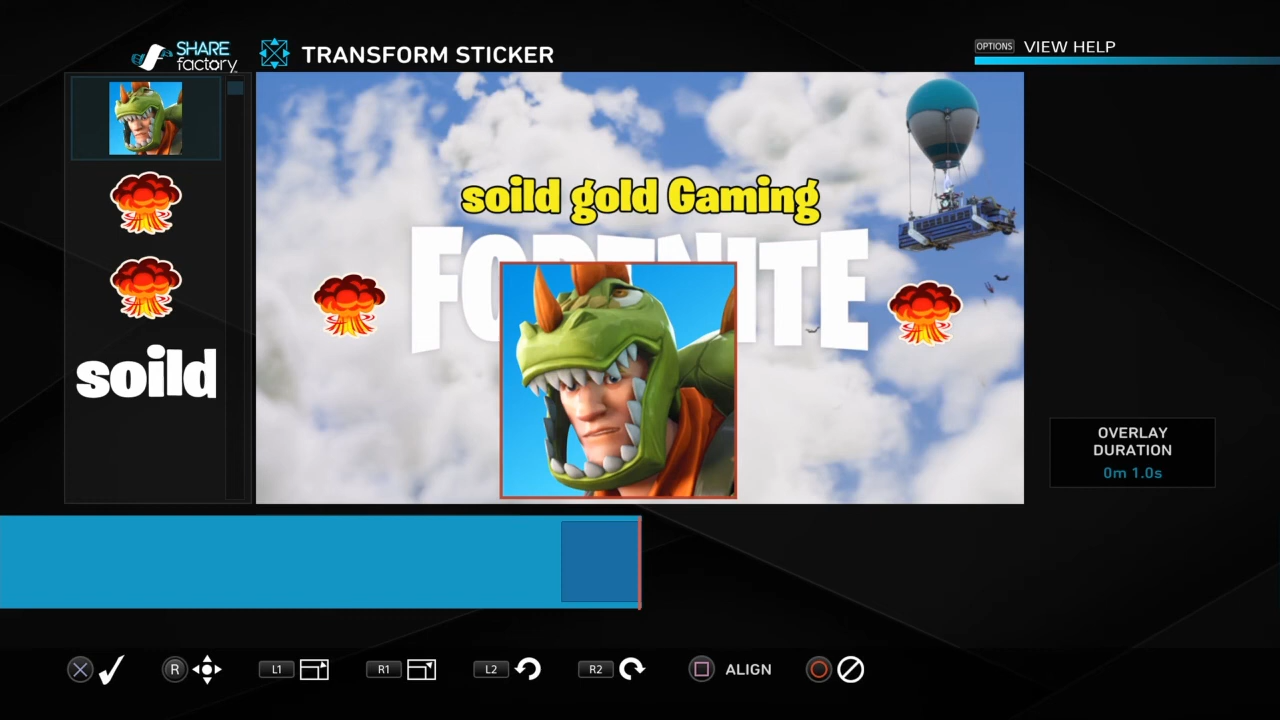 SHARE
factory
TRANSFORM STICKER
OPTIONS VIEW HELP
soild gold Gaming
FORTNITE
soild
OVERLAY
DURATION
0m 1.0s
R L1 R1 L2 R2 ALIGN